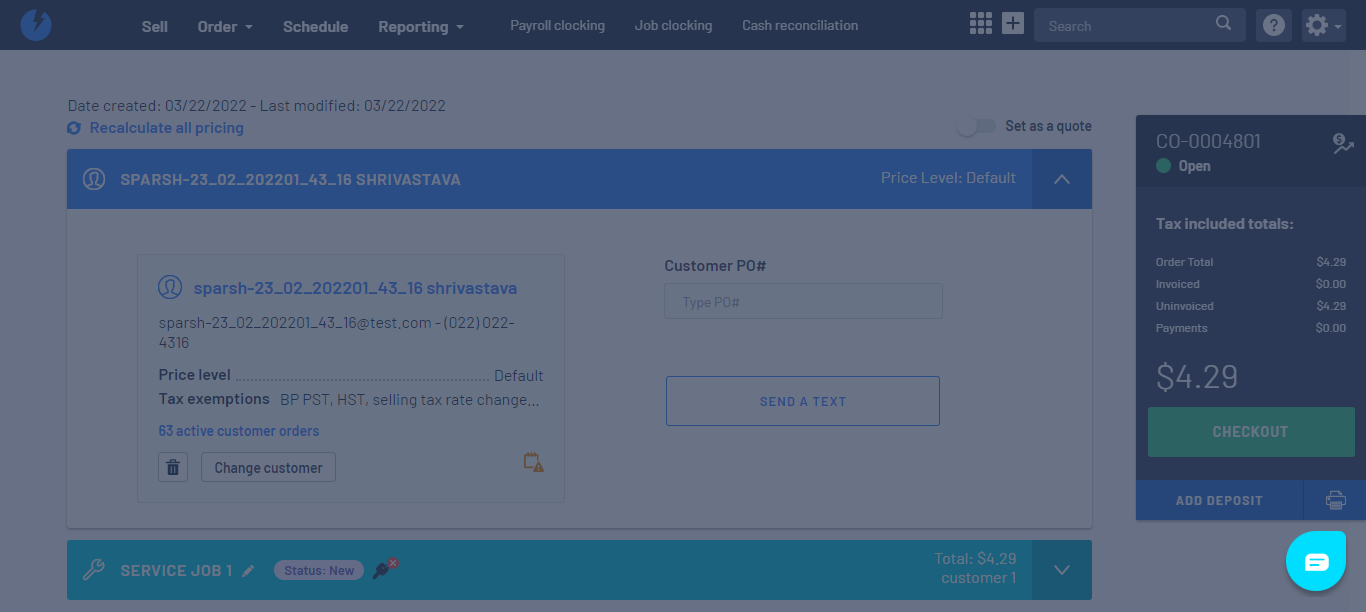 Sell Order Schedule Reporting Payroll clocking Job clocking Cash reconciliation Search
Date created: 03/22/2022 - Last modified: 03/22/2022
Recalculate all pricing
Set as a quote
SPARSH-23_02_202201_43_16 SHRIVASTAVA
Price Level: Default
sparsh-23_02_202201_43_16 shrivastava
sparsh-23_02_202201_43_16@test.com - (022) 022-
4316
Price level Default
Tax exemptions BP PST, HST, selling tax rate change...
63 active customer orders
Change customer
Customer PO#
Type PO#
SEND A TEXT
SERVICE JOB 1 Status: New
Total: $4.29
customer 1
CO-0004801
Open
Tax included totals:
Order Total $4.29
Invoiced $0.00
Uninvoiced $4.29
Payments $0.00
$4.29
CHECKOUT
ADD DEPOSIT